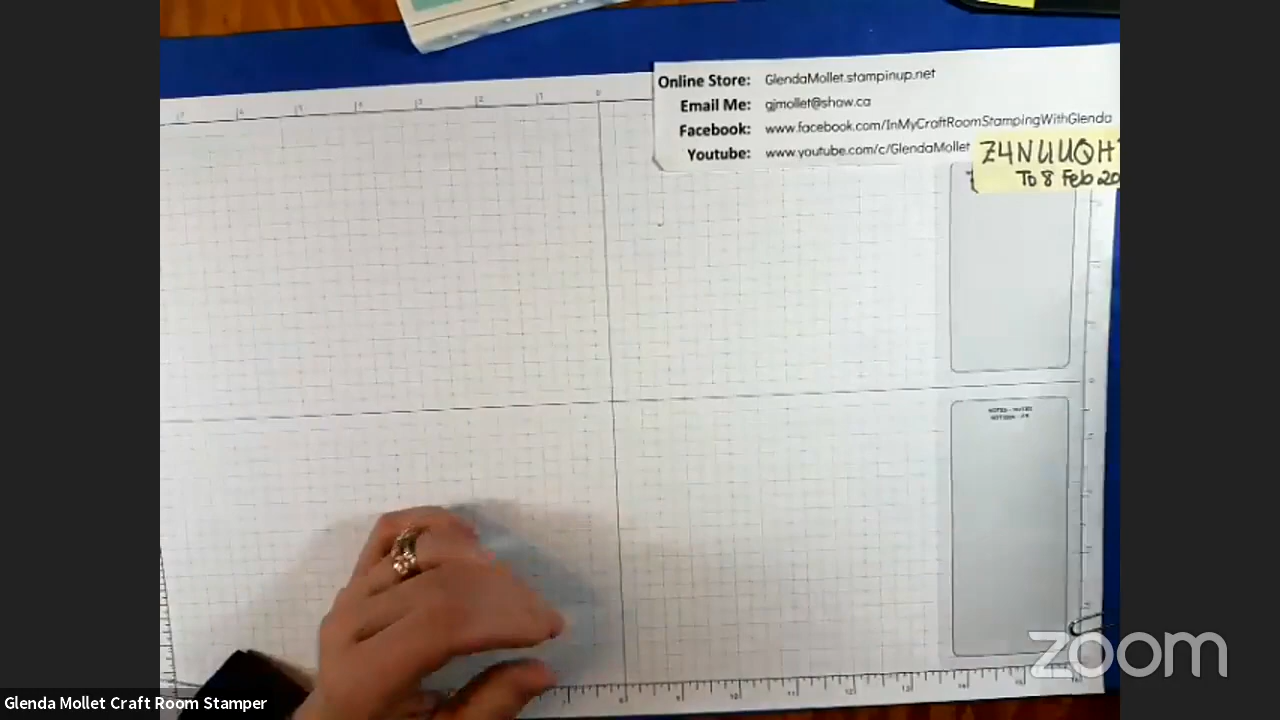 Online Store: GlendaMollet.stampinup.net
Email Me: gjmollet@shaw.ca
Facebook: www.facebook.com/InMyCraftRoomStampingWithGlenda
Youtube: www.youtube.com/c/GlendaMollet
Z4NUUQH
To 8 Feb 20
zoom
Glenda Mollet Craft Room Stamper